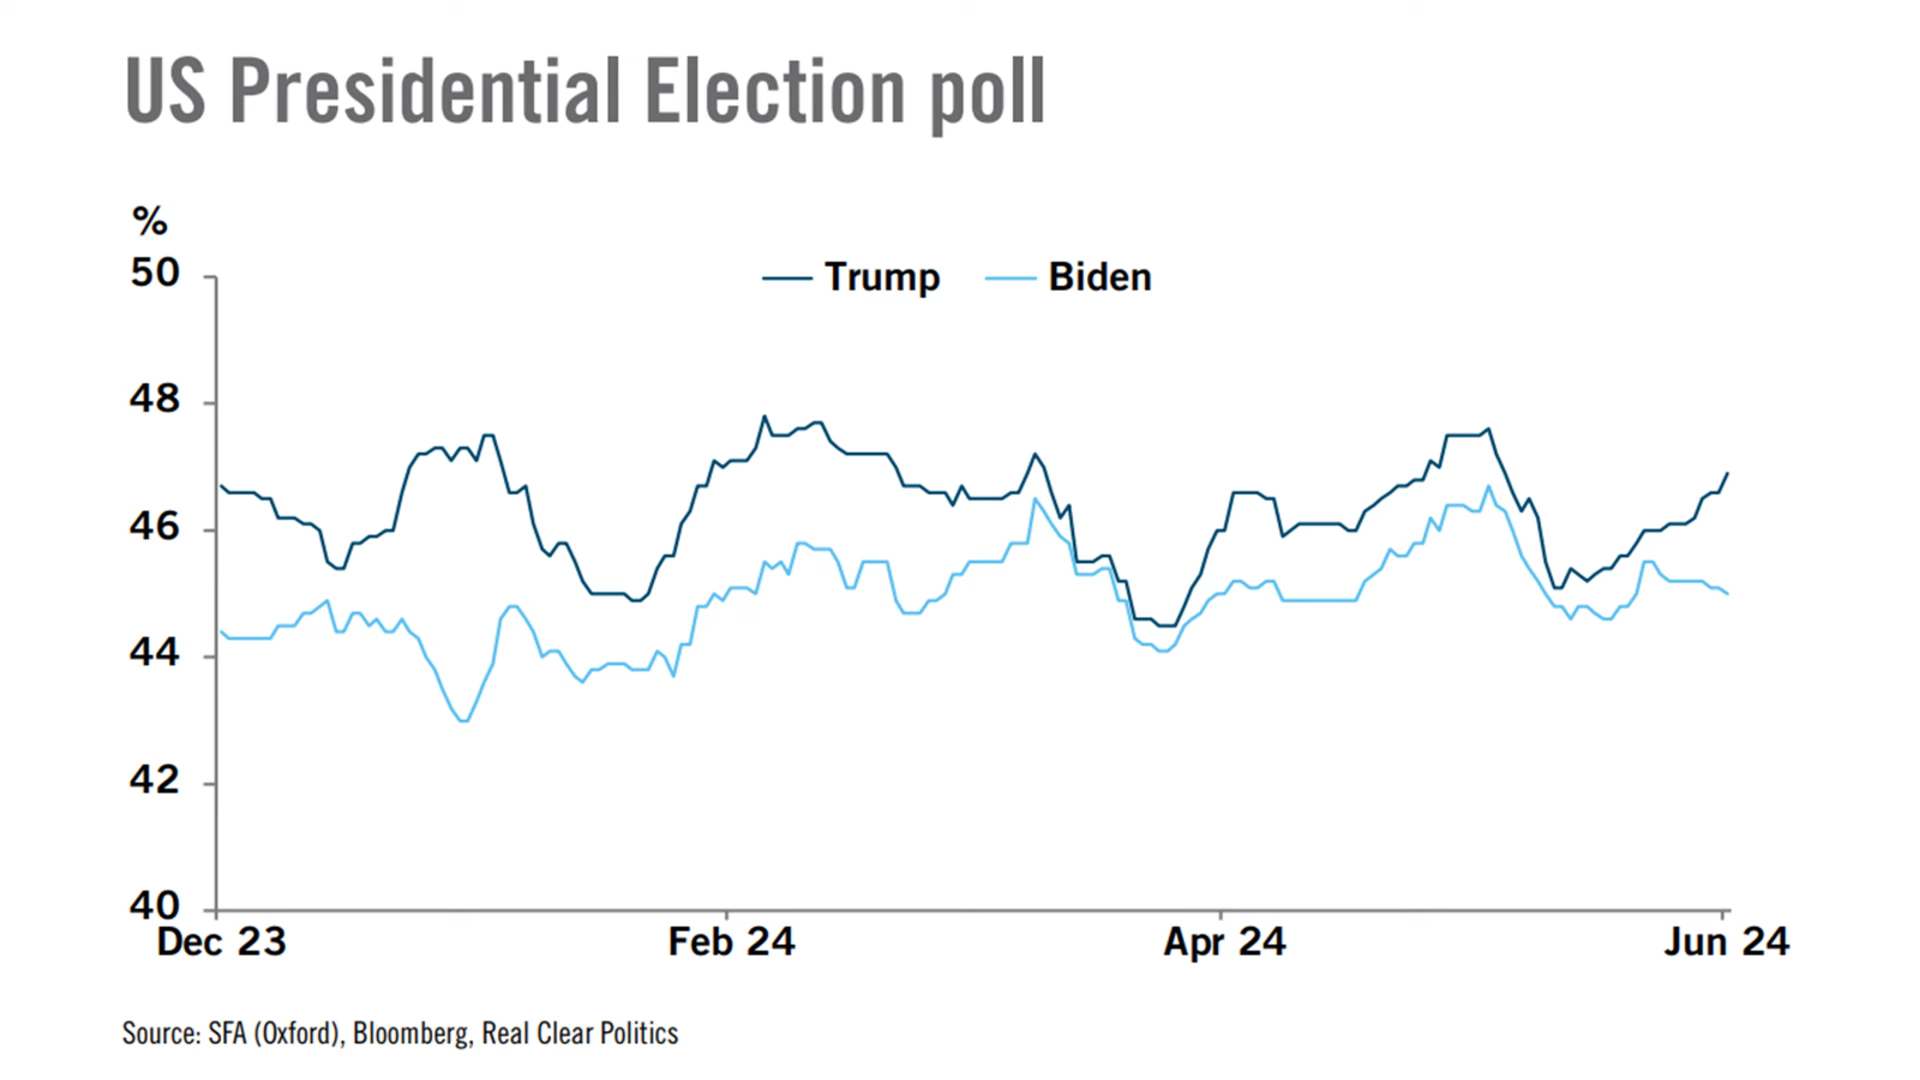 US Presidential Election poll
%
50
Trump Biden
48
46
44
42
40
Dec 23 Feb 24 Apr 24 Jun 24
Source: SFA (Oxford), Bloomberg, Real Clear Politics